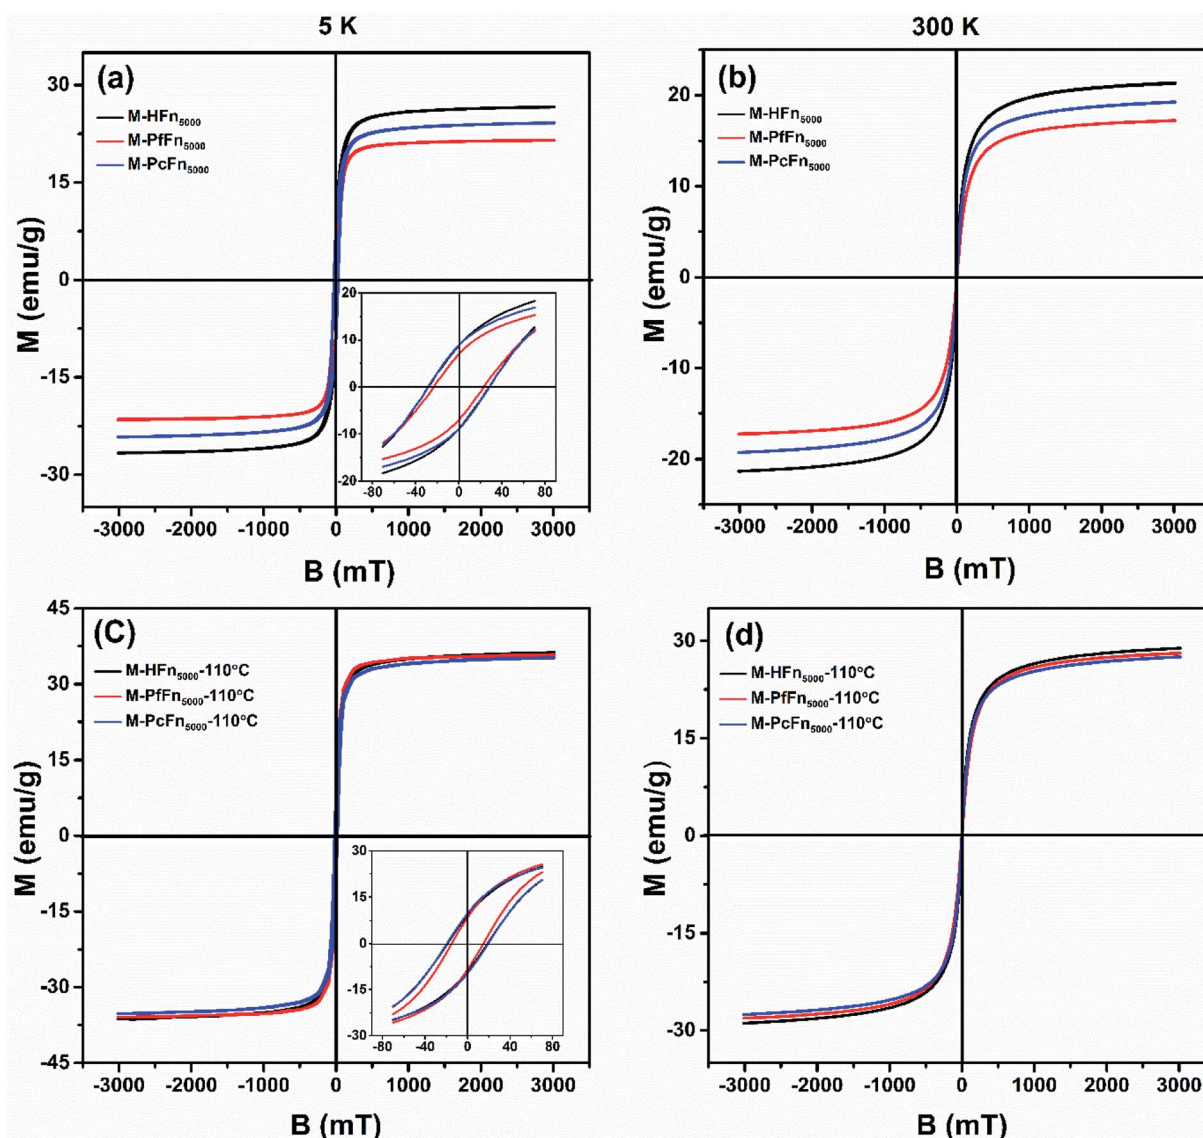 5 K
300 K
(a)
M-HFn5000
M-PfFn5000
M-PcFn5000
30
15
0
-15
-30
M (emu/g)
20
10
0
-10
-20
-80 -40 0 40 80
-3000 -2000 -1000 0 1000 2000 3000
B (mT)
(b)
M-HFn5000
M-PfFn5000
M-PcFn5000
20
10
0
-10
-20
M (emu/g)
-3000 -2000 -1000 0 1000 2000 3000
B (mT)
(C)
M-HFn5000-110°C
M-PfFn5000-110°C
M-PcFn5000-110°C
45
30
15
0
-15
-30
-45
M (emu/g)
30
15
0
-15
-30
-80 -40 0 40 80
-3000 -2000 -1000 0 1000 2000 3000
B (mT)
(d)
M-HFn5000-110°C
M-PfFn5000-110°C
M-PcFn5000-110°C
30
15
0
-15
-30
M (emu/g)
-3000 -2000 -1000 0 1000 2000 3000
B (mT)